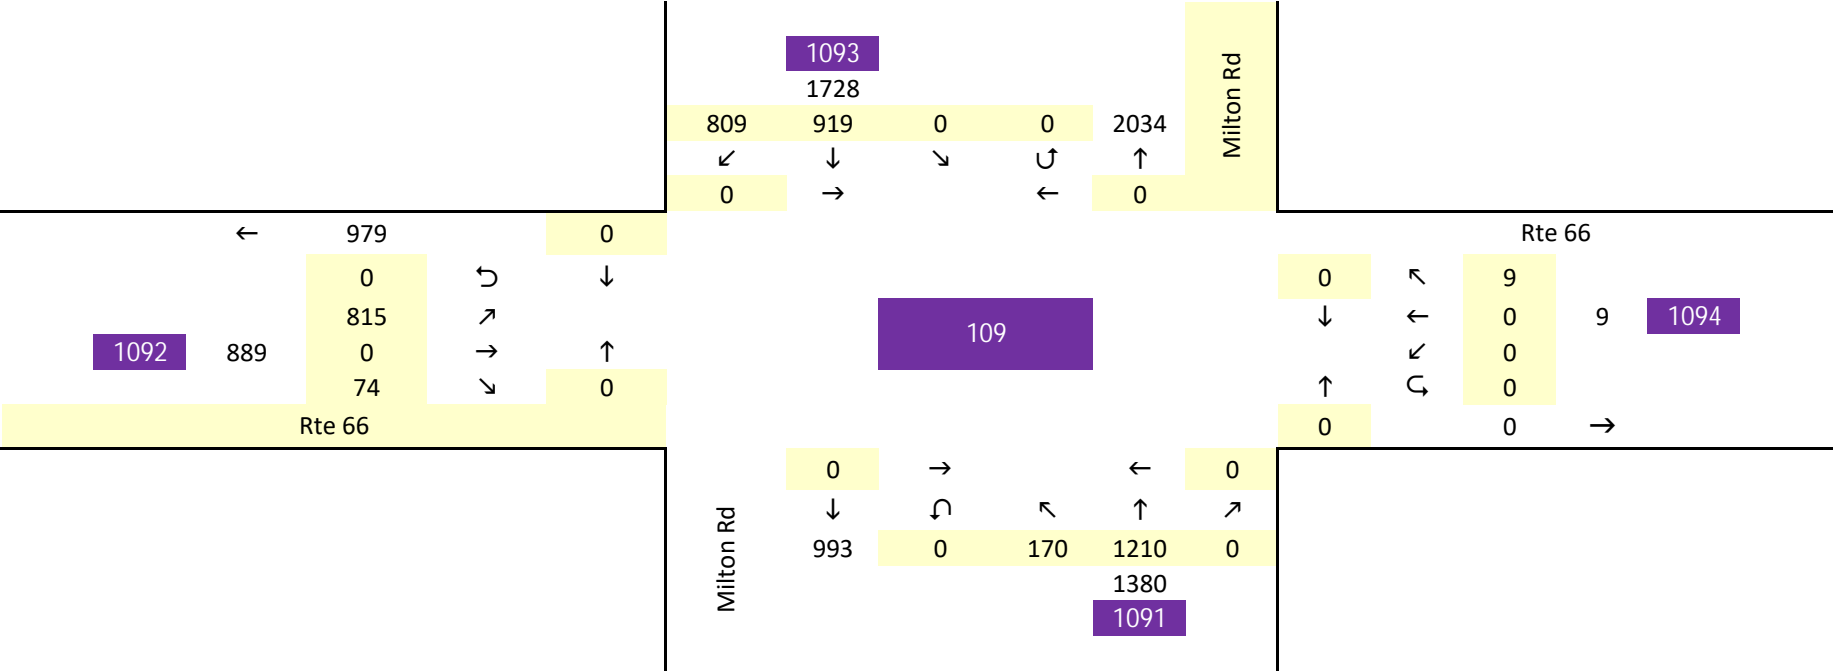 1093
1728
809 919 0 0 2034
↙ ↓ ↘ ⮍ ↑
0 → ← 0
Milton Rd
← 979 0
0 ⮌ ↓
815 ↗
1092 889 0 → ↑
74 ↘ 0
Rte 66
109
Rte 66
0 ↖ 9
↓ ← 0 9 1094
↙ 0
↑ ⮎ 0
0 0 →
0 → ← 0
↓ ⮏ ↖ ↑ ↗
993 0 170 1210 0
1380
1091
Milton Rd